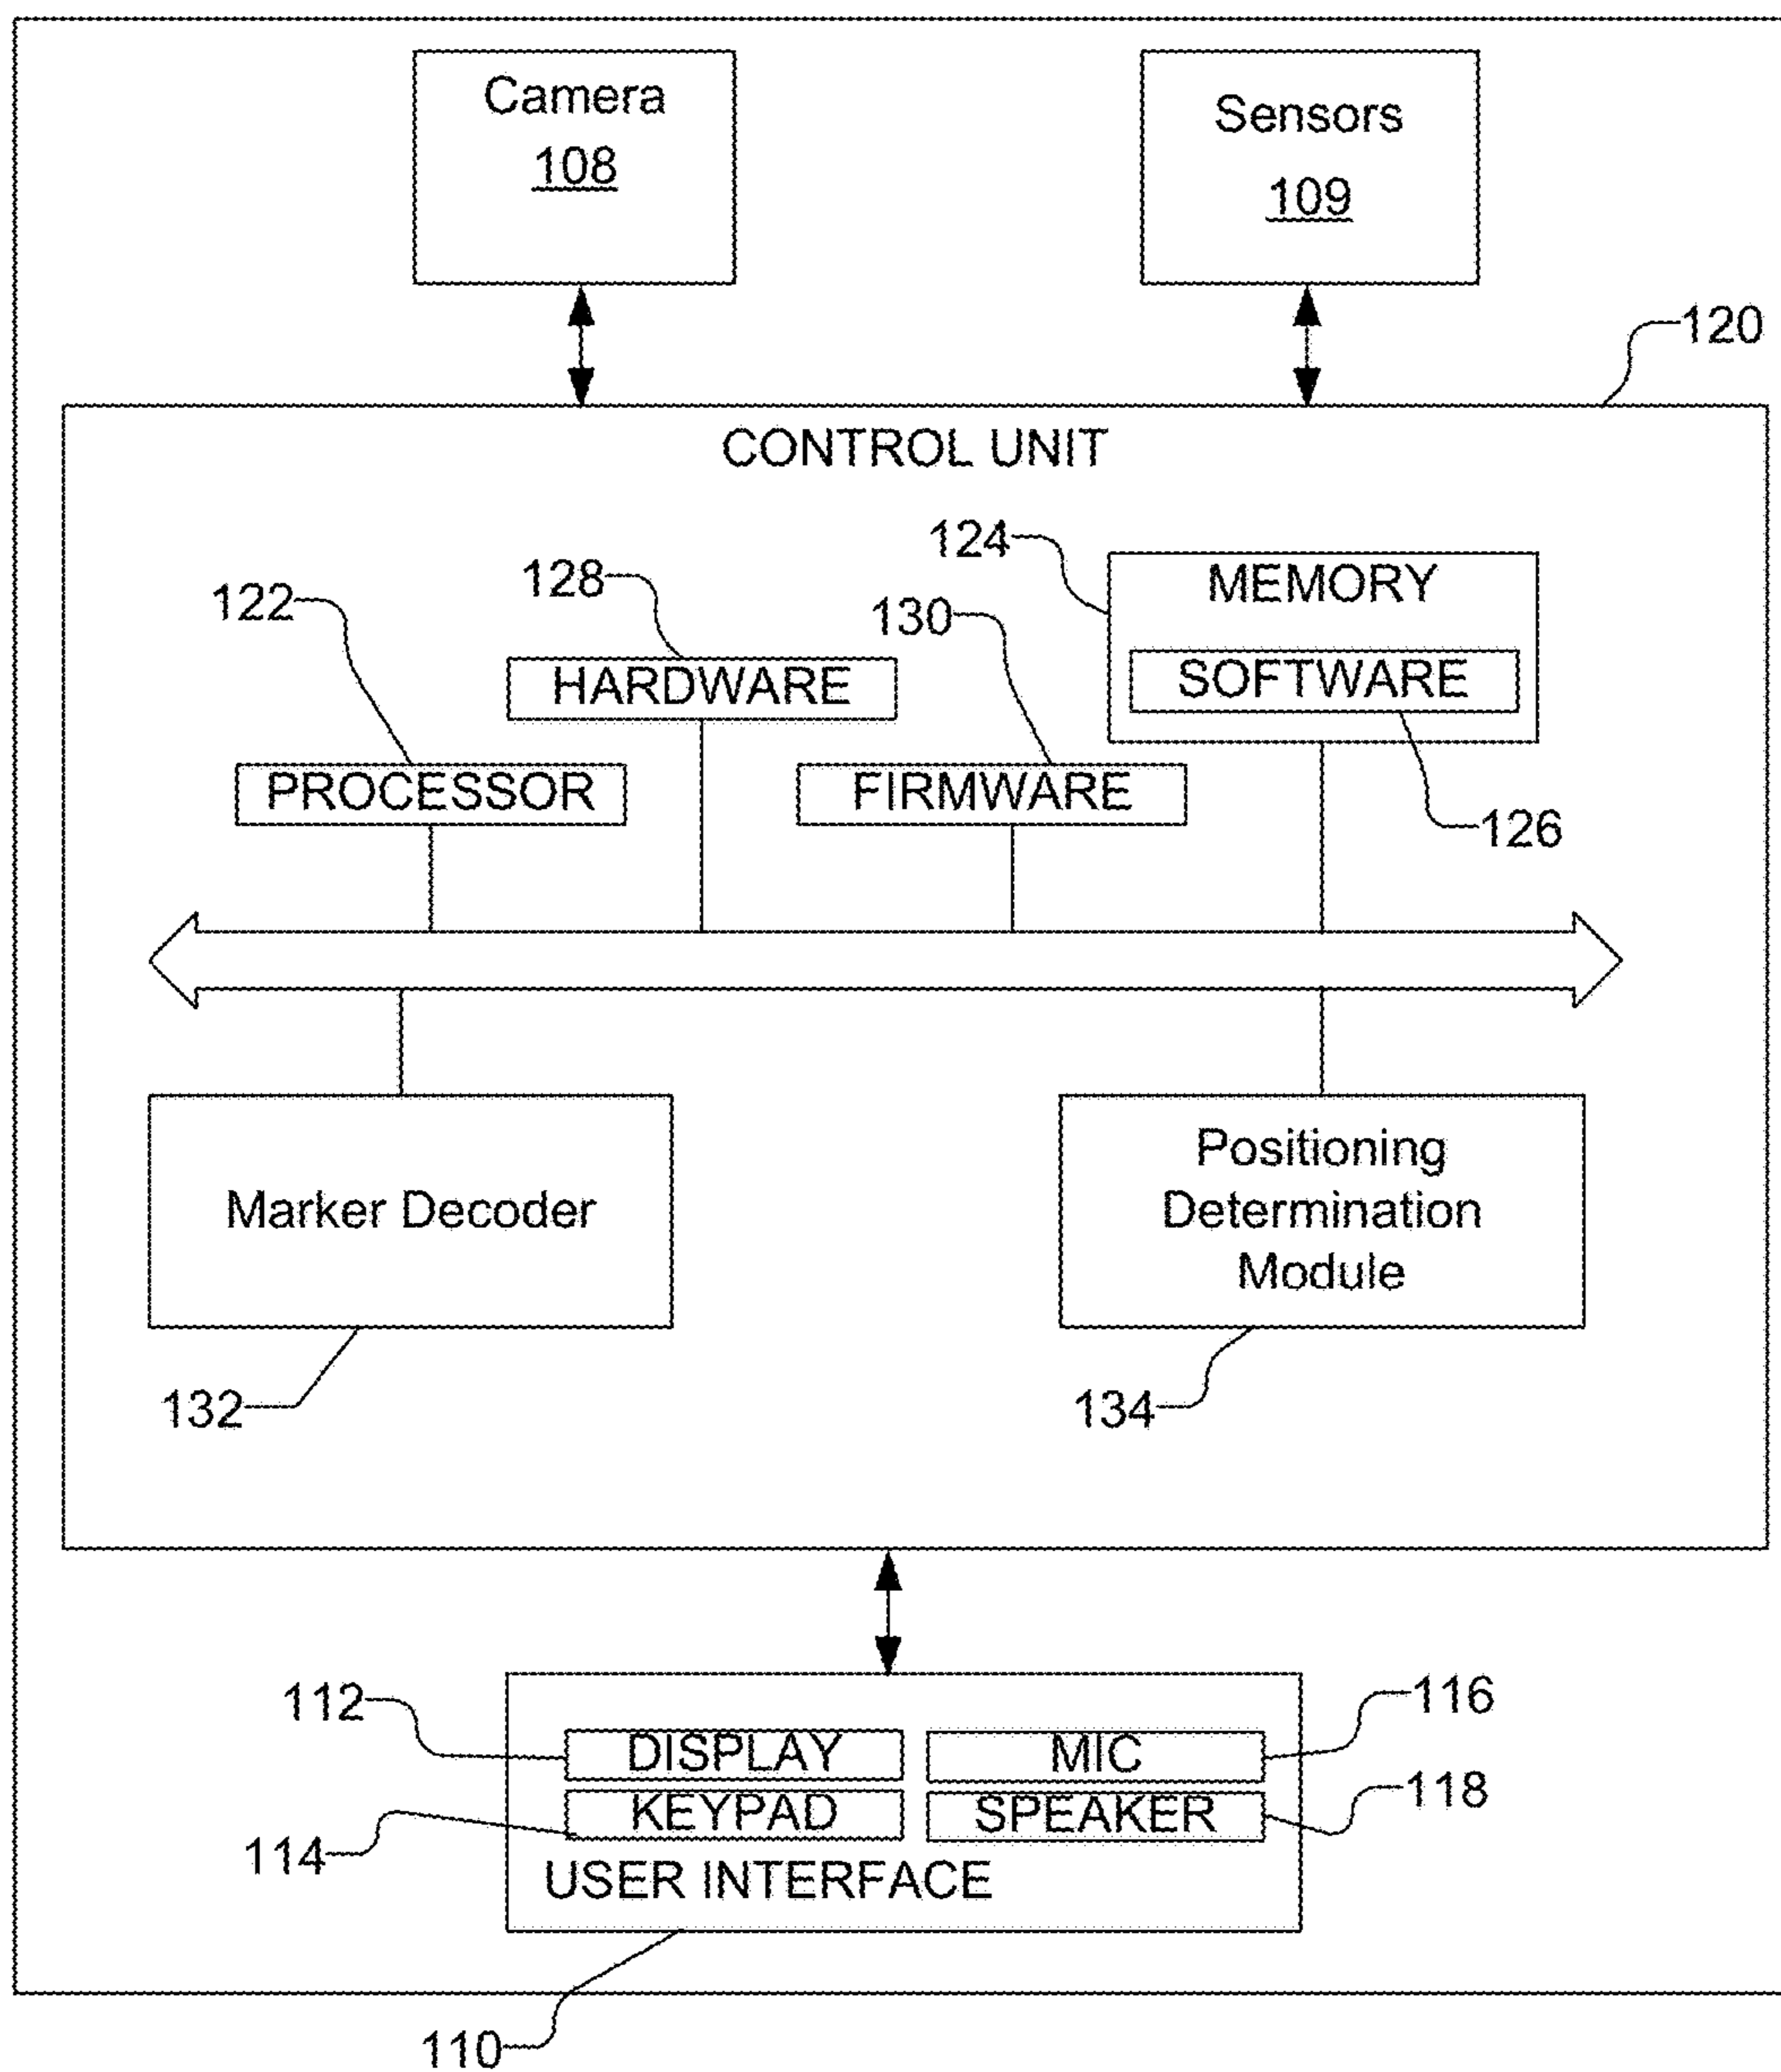 Camera
108
Sensors
109
120
CONTROL UNIT
124
MEMORY
128
122
130
HARDWARE
SOFTWARE
PROCESSOR
FIRMWARE
126
Marker Decoder
Positioning
Determination
Module
132
134
112
116
DISPLAY
MIC
118
KEYPAD
SPEAKER
114
USER INTERFACE
110